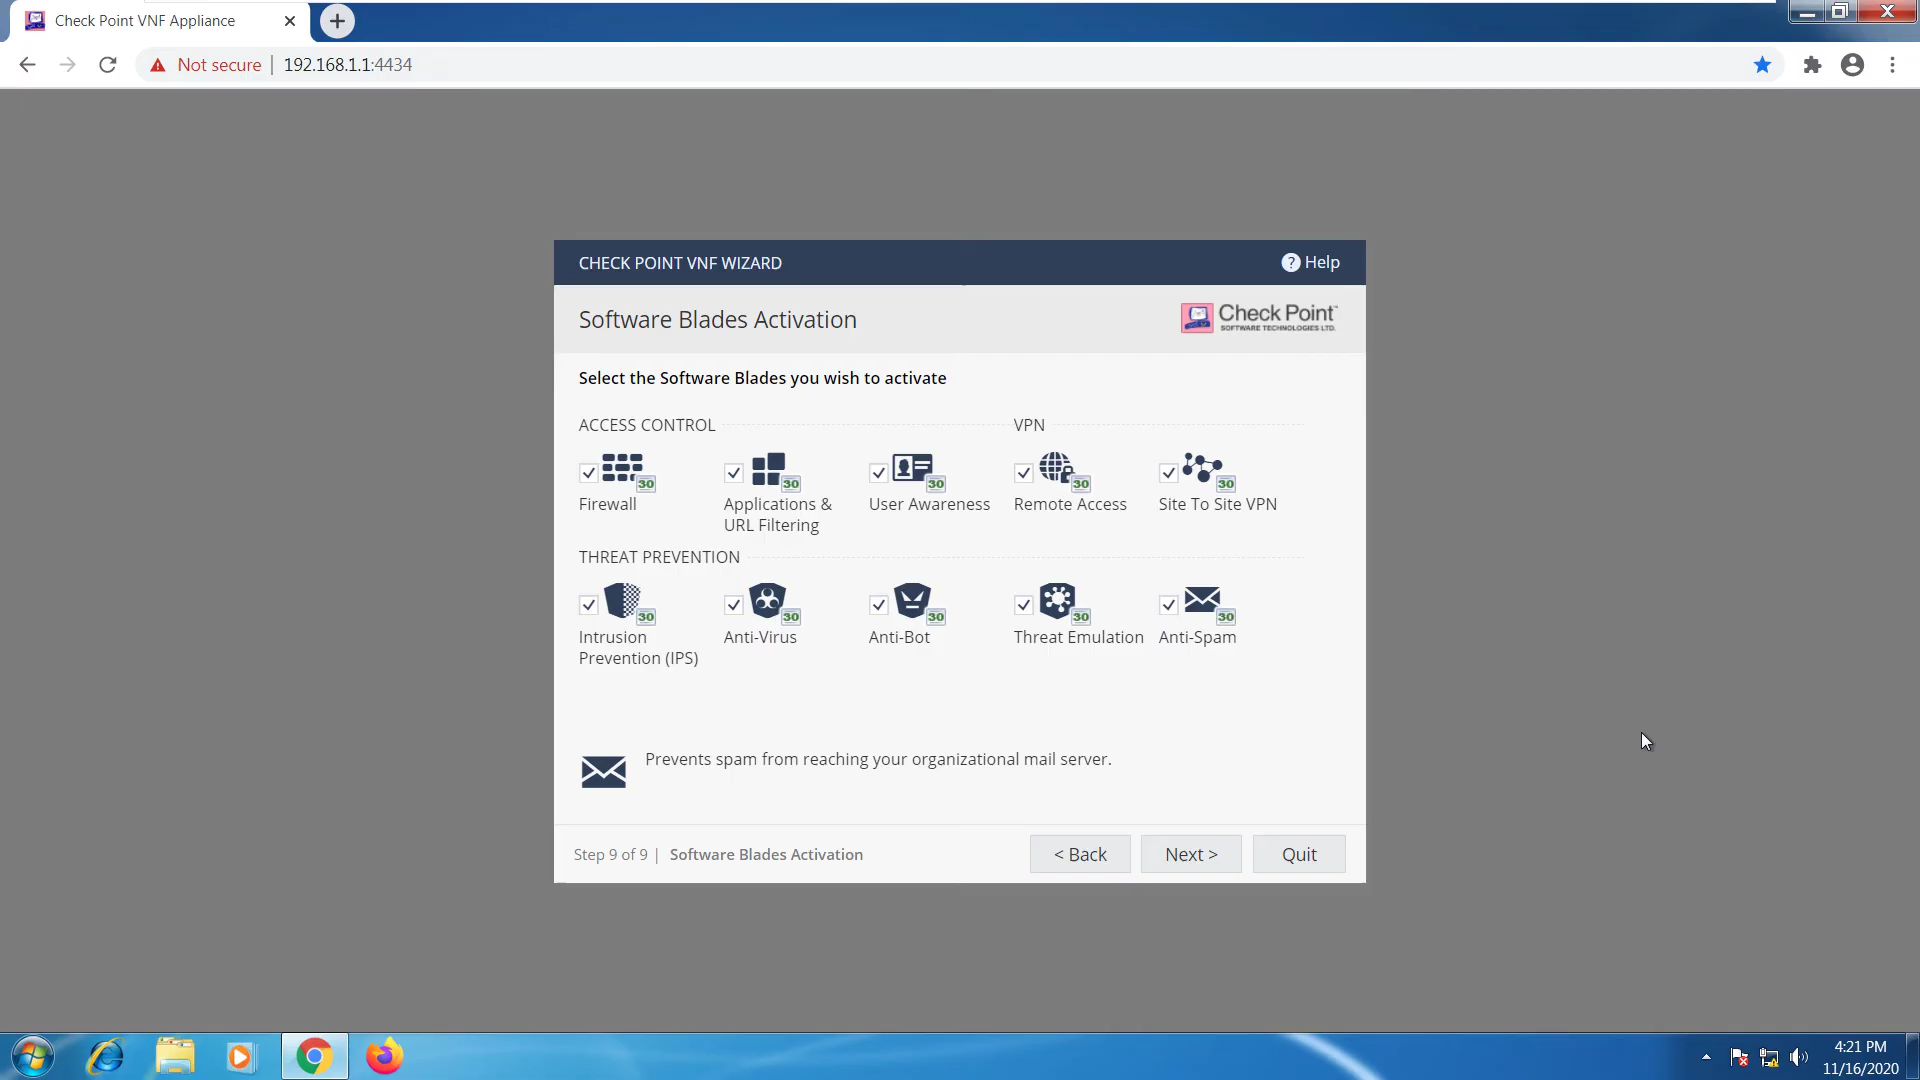 Check Point VNF Appliance
Not secure
192.168.1.1:4434
CHECK POINT VNF WIZARD
? Help
Software Blades Activation
Check Point™
SOFTWARE TECHNOLOGIES LTD.
Select the Software Blades you wish to activate
ACCESS CONTROL
VPN
30
30
30
30
30
Firewall
Applications &
URL Filtering
User Awareness
Remote Access
Site To Site VPN
THREAT PREVENTION
30
30
30
30
30
Intrusion
Prevention (IPS)
Anti-Virus
Anti-Bot
Threat Emulation
Anti-Spam
Prevents spam from reaching your organizational mail server.
Step 9 of 9 | Software Blades Activation
< Back
Next >
Quit
4:21 PM
11/16/2020